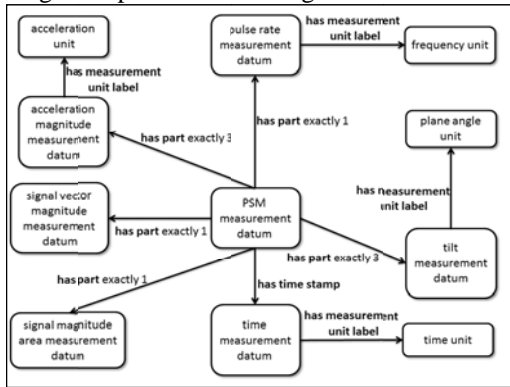 acceleration
unit
has measurement
unit label
acceleration
magnitude
measurement
datum
pulse rate
measurement
datum
has measurement
unit label
frequency unit
has part exactly 3
has part exactly 1
plane angle
unit
has measurement
unit label
signal vector
magnitude
measurement
datum
has part exactly 1
PSM
measurement
datum
has part exactly 3
tilt
measurement
datum
has part exactly 1
has time stamp
signal magnitude
area measurement
datum
time
measurement
datum
has measurement
unit label
time unit